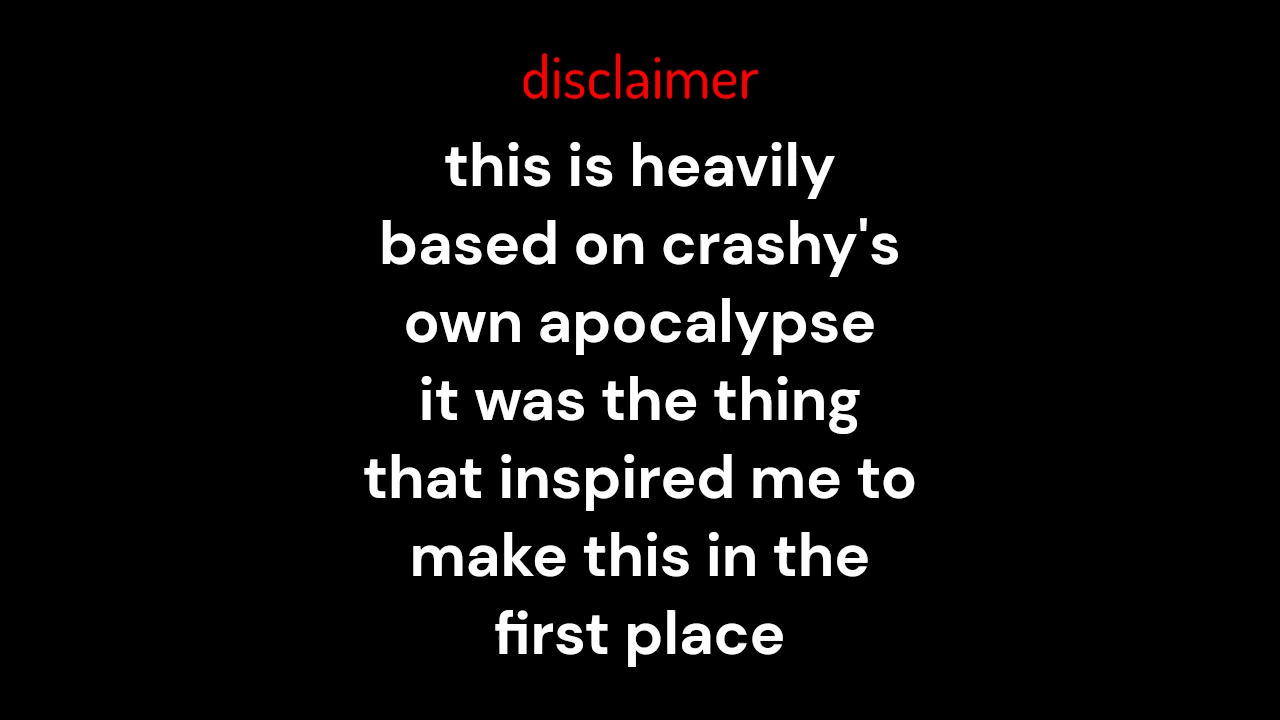 disclaimer
this is heavily
based on crashy's
own apocalypse
it was the thing
that inspired me to
make this in the
first place